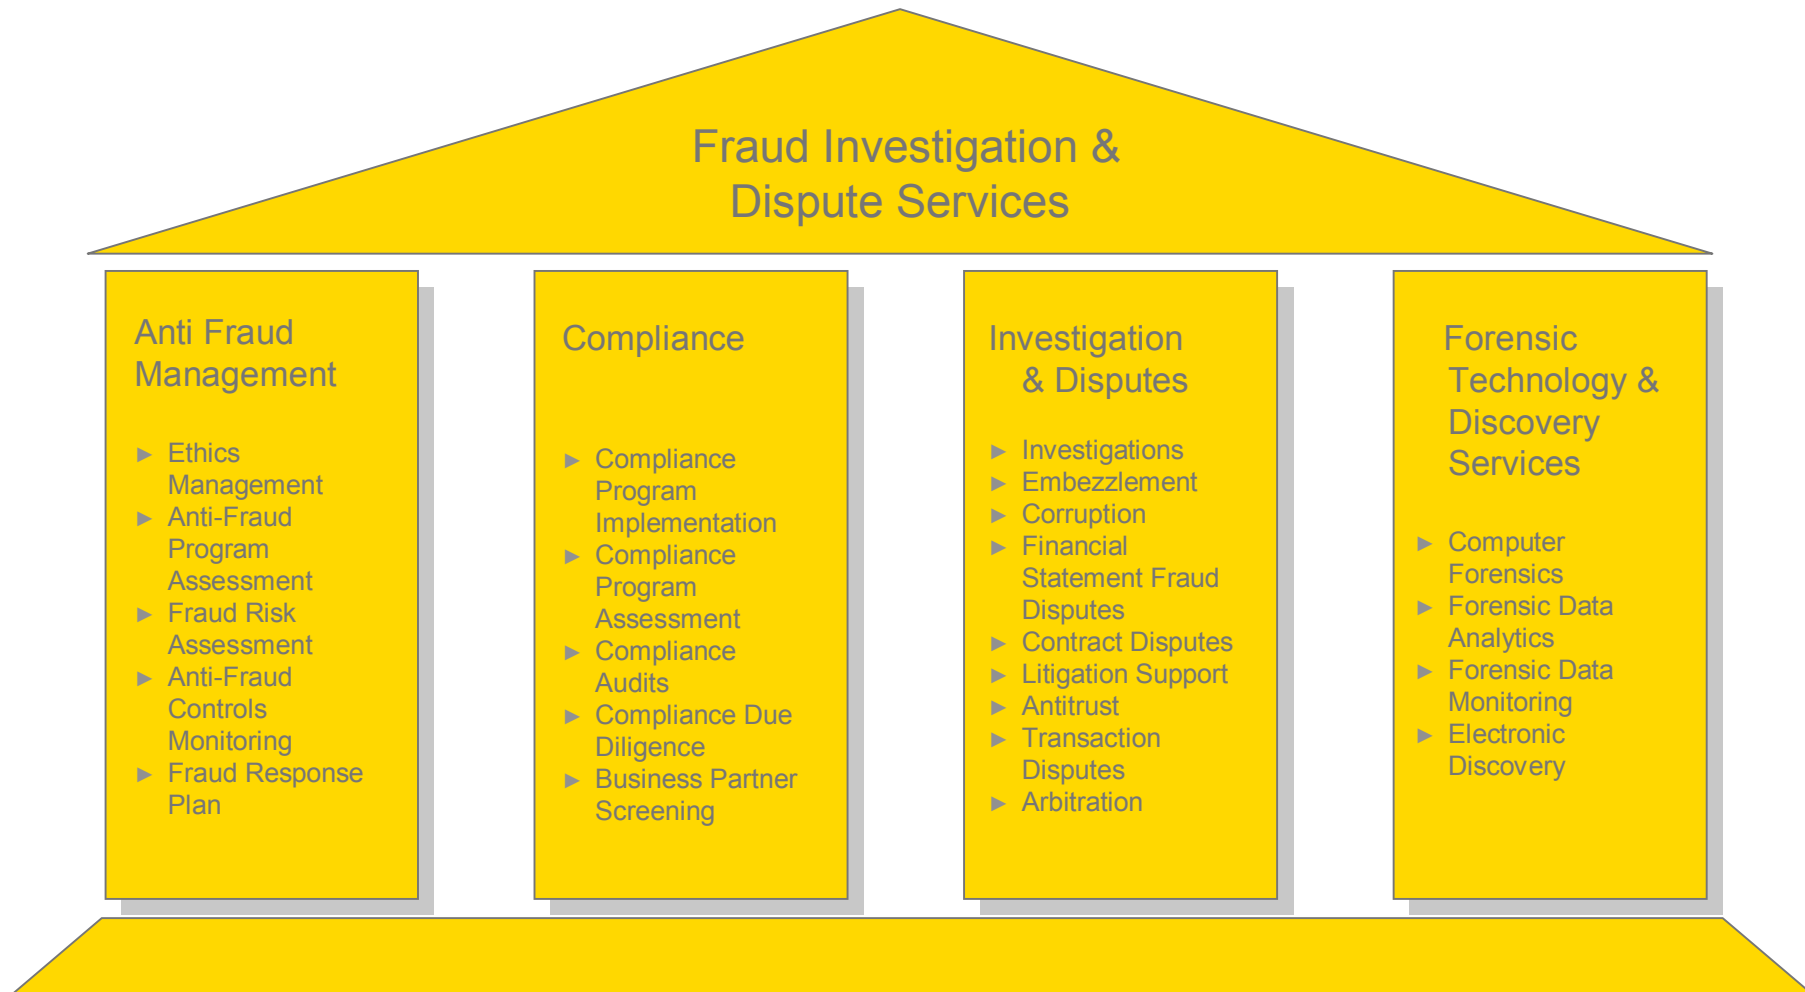 Fraud Investigation &
Dispute Services
Anti Fraud
Management
► Ethics
Management
► Anti-Fraud
Program
Assessment
► Fraud Risk
Assessment
► Anti-Fraud
Controls
Monitoring
► Fraud Response
Plan
Compliance
► Compliance
Program
Implementation
► Compliance
Program
Assessment
► Compliance
Audits
► Compliance Due
Diligence
► Business Partner
Screening
Investigation
& Disputes
► Investigations
► Embezzlement
► Corruption
► Financial
Statement Fraud
Disputes
► Contract Disputes
► Litigation Support
► Antitrust
► Transaction
Disputes
► Arbitration
Forensic
Technology &
Discovery
Services
► Computer
Forensics
► Forensic Data
Analytics
► Forensic Data
Monitoring
► Electronic
Discovery